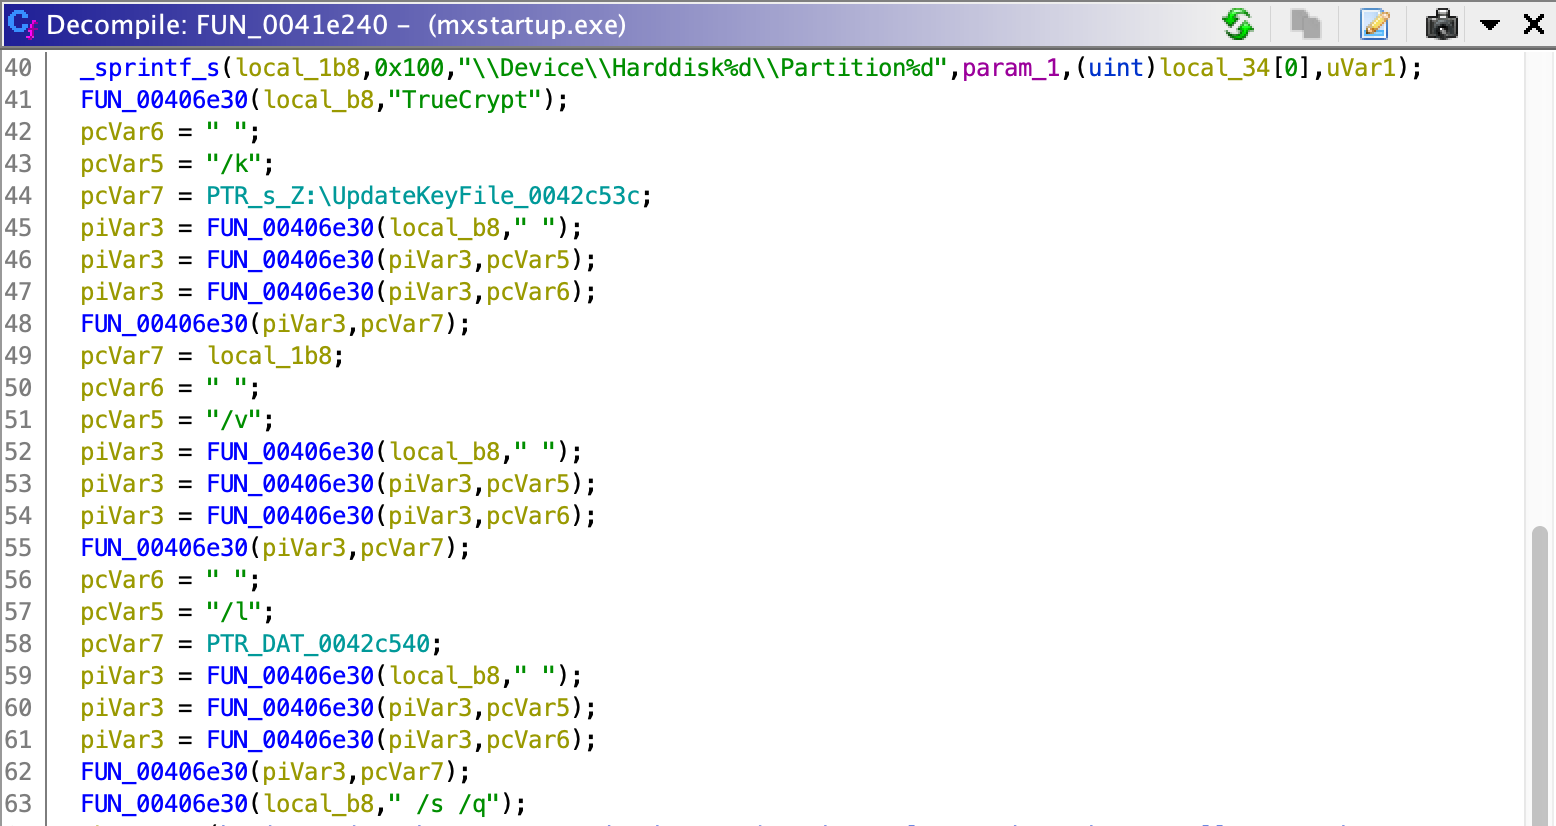 Decompile: FUN_0041e240 – (mxstartup.exe)
40 _sprintf_s(local_1b8,0x100,"\\Device\\Harddisk%d\\Partition%d",param_1,(uint)local_34[0],uVar1);
41 FUN_00406e30(local_b8,"TrueCrypt");
42 pcVar6 = " ";
43 pcVar5 = "/k";
44 pcVar7 = PTR_s_Z:\UpdateKeyFile_0042c53c;
45 piVar3 = FUN_00406e30(local_b8," ");
46 piVar3 = FUN_00406e30(piVar3,pcVar5);
47 piVar3 = FUN_00406e30(piVar3,pcVar6);
48 FUN_00406e30(piVar3,pcVar7);
49 pcVar7 = local_1b8;
50 pcVar6 = " ";
51 pcVar5 = "/v";
52 piVar3 = FUN_00406e30(local_b8," ");
53 piVar3 = FUN_00406e30(piVar3,pcVar5);
54 piVar3 = FUN_00406e30(piVar3,pcVar6);
55 FUN_00406e30(piVar3,pcVar7);
56 pcVar6 = " ";
57 pcVar5 = "/l";
58 pcVar7 = PTR_DAT_0042c540;
59 piVar3 = FUN_00406e30(local_b8," ");
60 piVar3 = FUN_00406e30(piVar3,pcVar5);
61 piVar3 = FUN_00406e30(piVar3,pcVar6);
62 FUN_00406e30(piVar3,pcVar7);
63 FUN_00406e30(local_b8," /s /q");